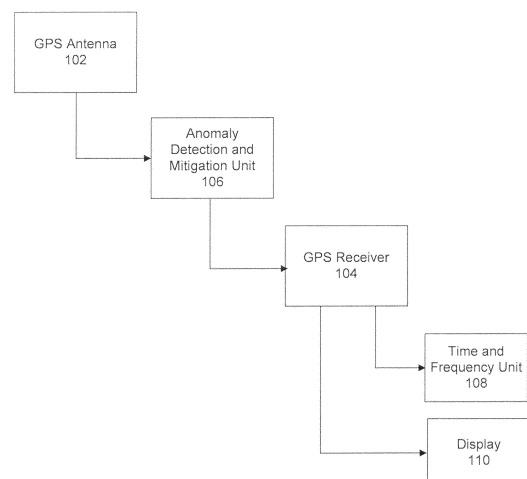 GPS Antenna
102
Anomaly
Detection and
Mitigation Unit
106
GPS Receiver
104
Time and
Frequency Unit
108
Display
110